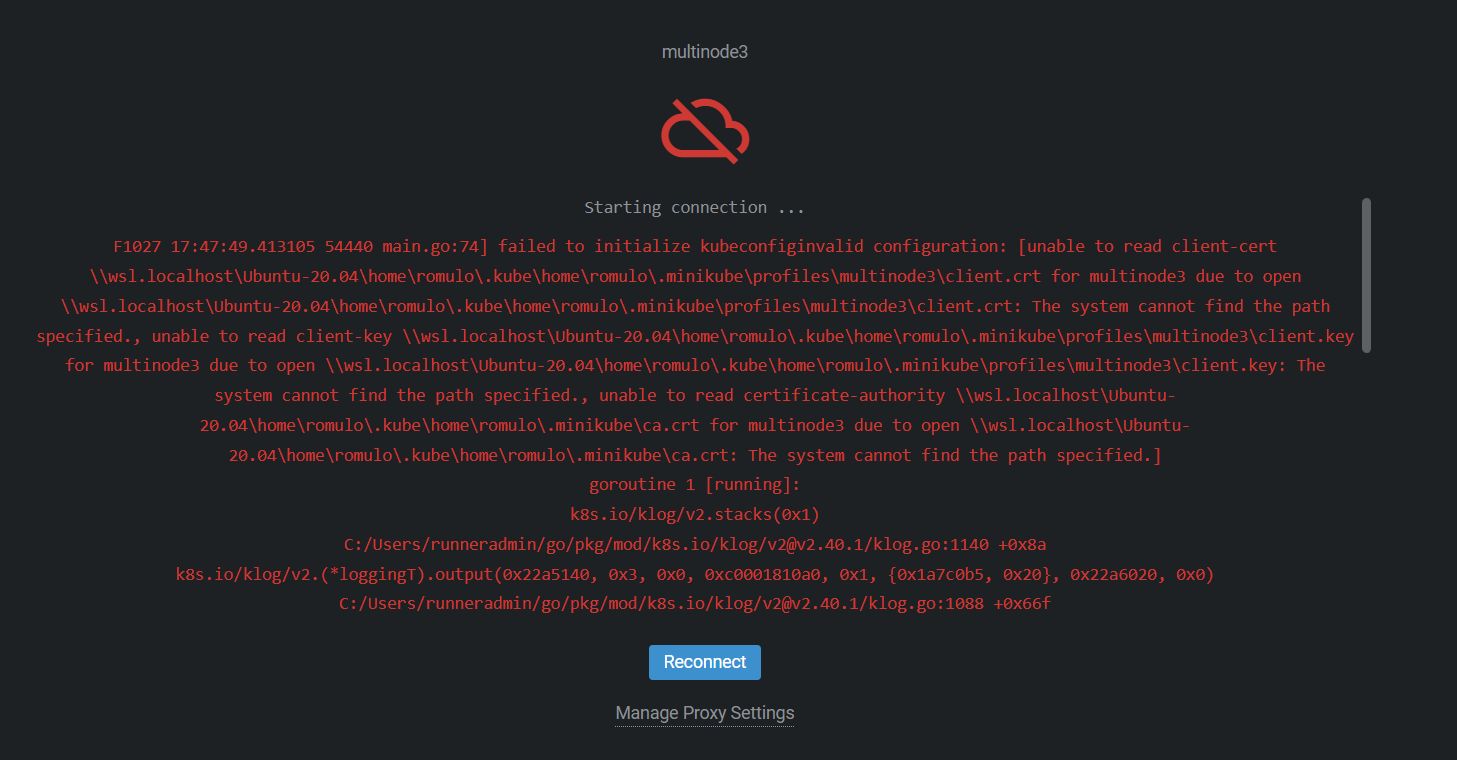 multinode3
Starting connection ...
F1027 17:47:49.413105 54440 main.go:74] failed to initialize kubeconfiginvalid configuration: [unable to read client-cert
\\wsl.localhost\Ubuntu-20.04\home\romulo\.kube\home\romulo\.minikube\profiles\multinode3\client.crt for multinode3 due to open
\\wsl.localhost\Ubuntu-20.04\home\romulo\.kube\home\romulo\.minikube\profiles\multinode3\client.crt: The system cannot find the path
specified., unable to read client-key \\wsl.localhost\Ubuntu-20.04\home\romulo\.kube\home\romulo\.minikube\profiles\multinode3\client.key
for multinode3 due to open \\wsl.localhost\Ubuntu-20.04\home\romulo\.kube\home\romulo\.minikube\profiles\multinode3\client.key: The
system cannot find the path specified., unable to read certificate-authority \\wsl.localhost\Ubuntu-
20.04\home\romulo\.kube\home\romulo\.minikube\ca.crt for multinode3 due to open \\wsl.localhost\Ubuntu-
20.04\home\romulo\.kube\home\romulo\.minikube\ca.crt: The system cannot find the path specified.]
goroutine 1 [running]:
k8s.io/klog/v2.stacks(0x1)
C:/Users/runneradmin/go/pkg/mod/k8s.io/klog/v2@v2.40.1/klog.go:1140 +0x8a
k8s.io/klog/v2.(*loggingT).output(0x22a5140, 0x3, 0x0, 0xc0001810a0, 0x1, {0x1a7c0b5, 0x20}, 0x22a6020, 0x0)
C:/Users/runneradmin/go/pkg/mod/k8s.io/klog/v2@v2.40.1/klog.go:1088 +0x66f
Reconnect
Manage Proxy Settings